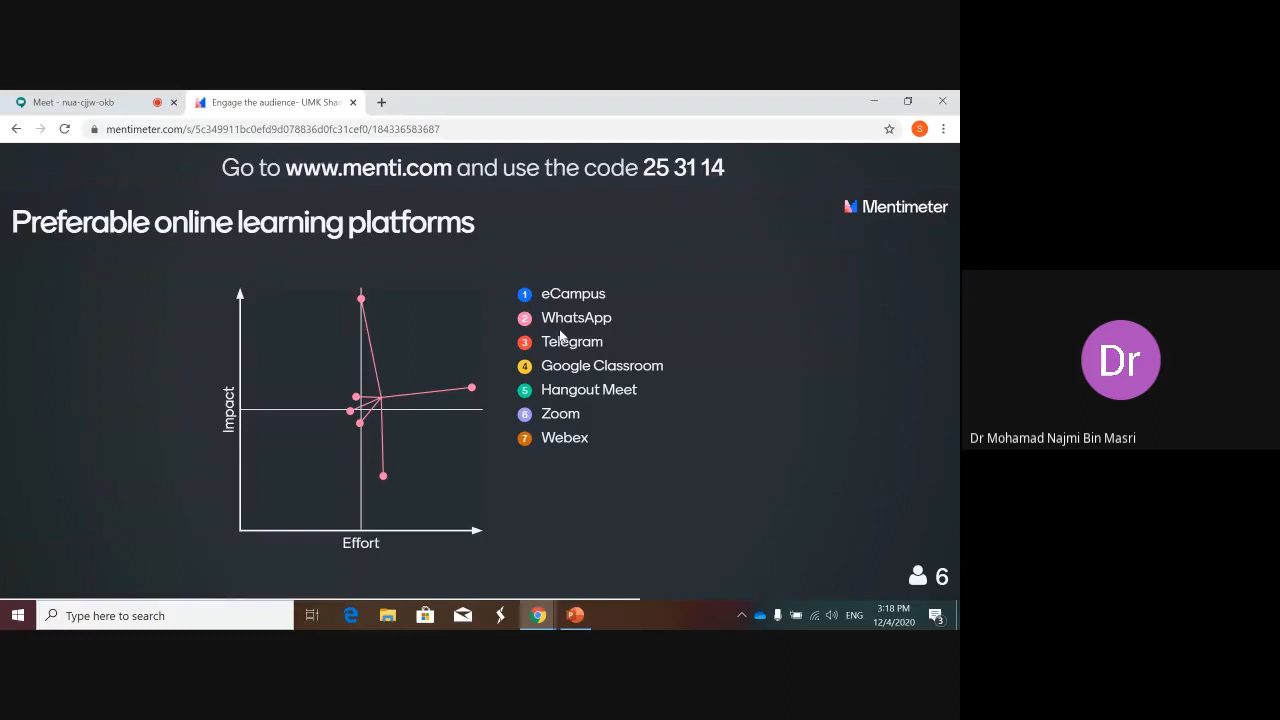 Meet - nua-cjjw-okb
Engage the audience- UMK Shar
mentimeter.com/s/5c349911bc0efd9d078836d0fc31cef0/184336583687
S
Go to www.menti.com and use the code 25 31 14
Mentimeter
Preferable online learning platforms
1 eCampus
2 WhatsApp
3 Telegram
4 Google Classroom
5 Hangout Meet
6 Zoom
7 Webex
Impact
Effort
6
Type here to search
ENG
3:18 PM
12/4/2020
3
Dr
Dr Mohamad Najmi Bin Masri